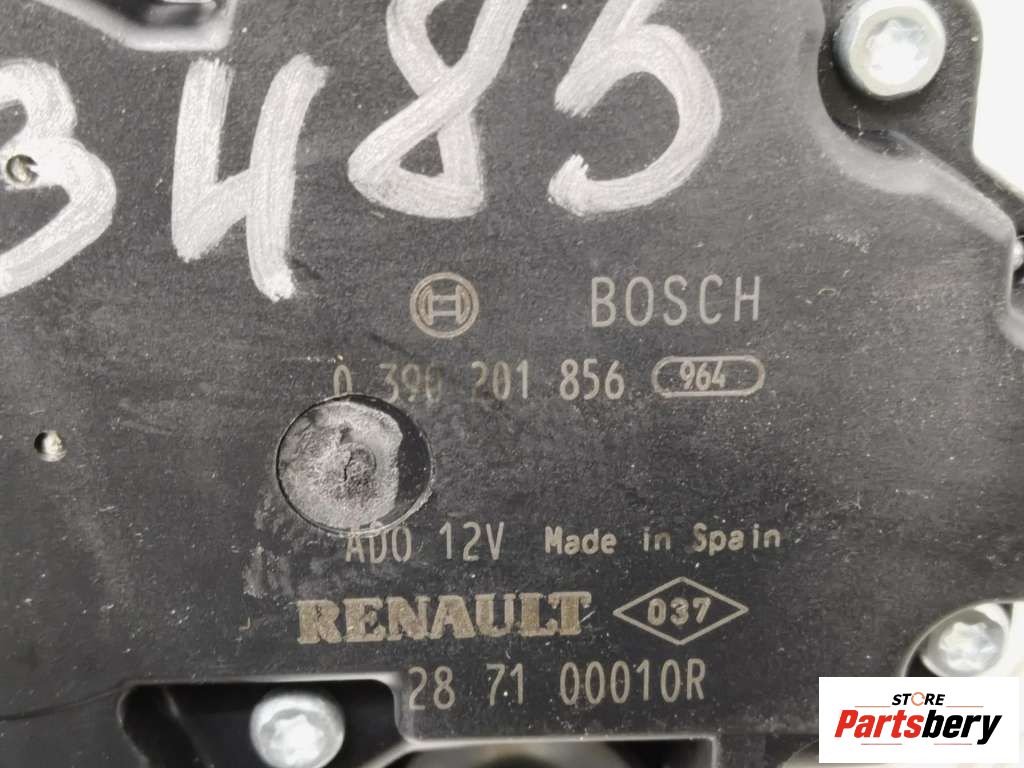 3485
BOSCH
0 390 201 856 964
ADO 12V Made in Spain
RENAULT 037
28 71 00010R
STORE
Partsbery